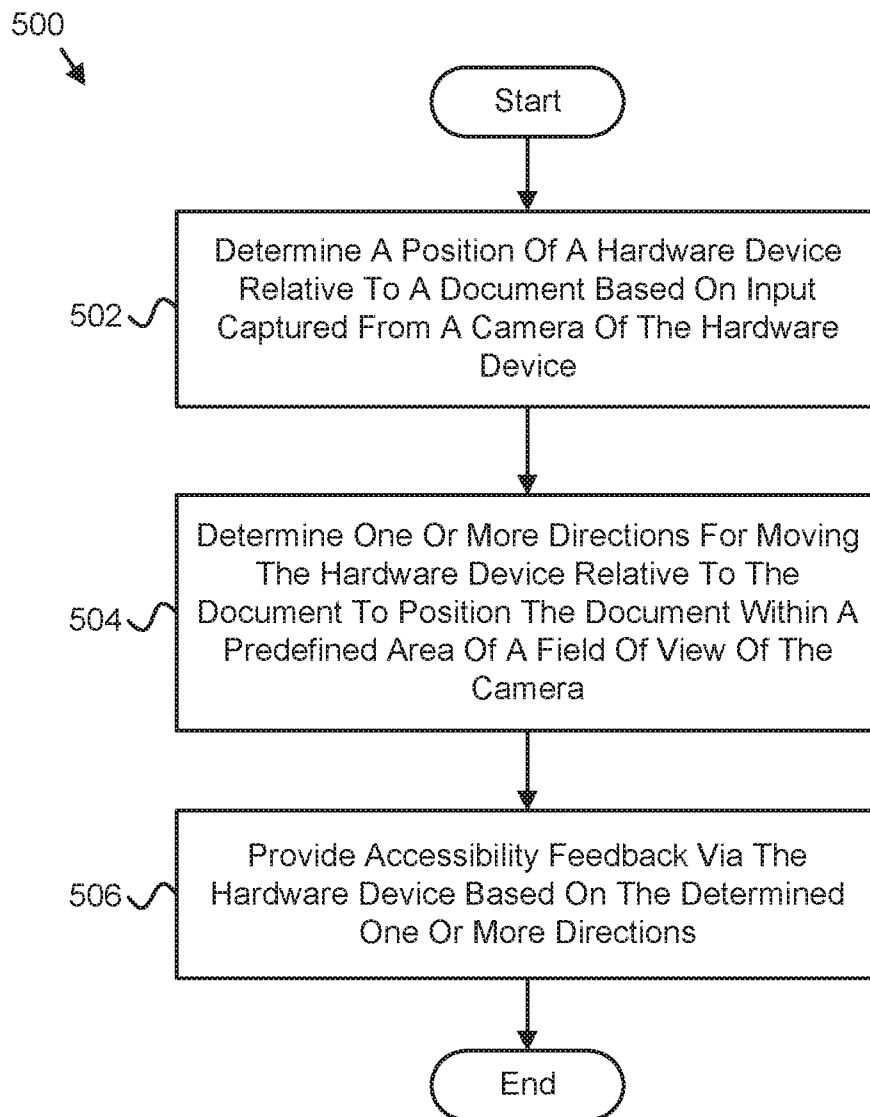 500
Start
Determine A Position Of A Hardware Device
Relative To A Document Based On Input
Captured From A Camera Of The Hardware
Device
502
Determine One Or More Directions For Moving
The Hardware Device Relative To The
Document To Position The Document Within A
Predefined Area Of A Field Of View Of The
Camera
504
Provide Accessibility Feedback Via The
Hardware Device Based On The Determined
One Or More Directions
506
End